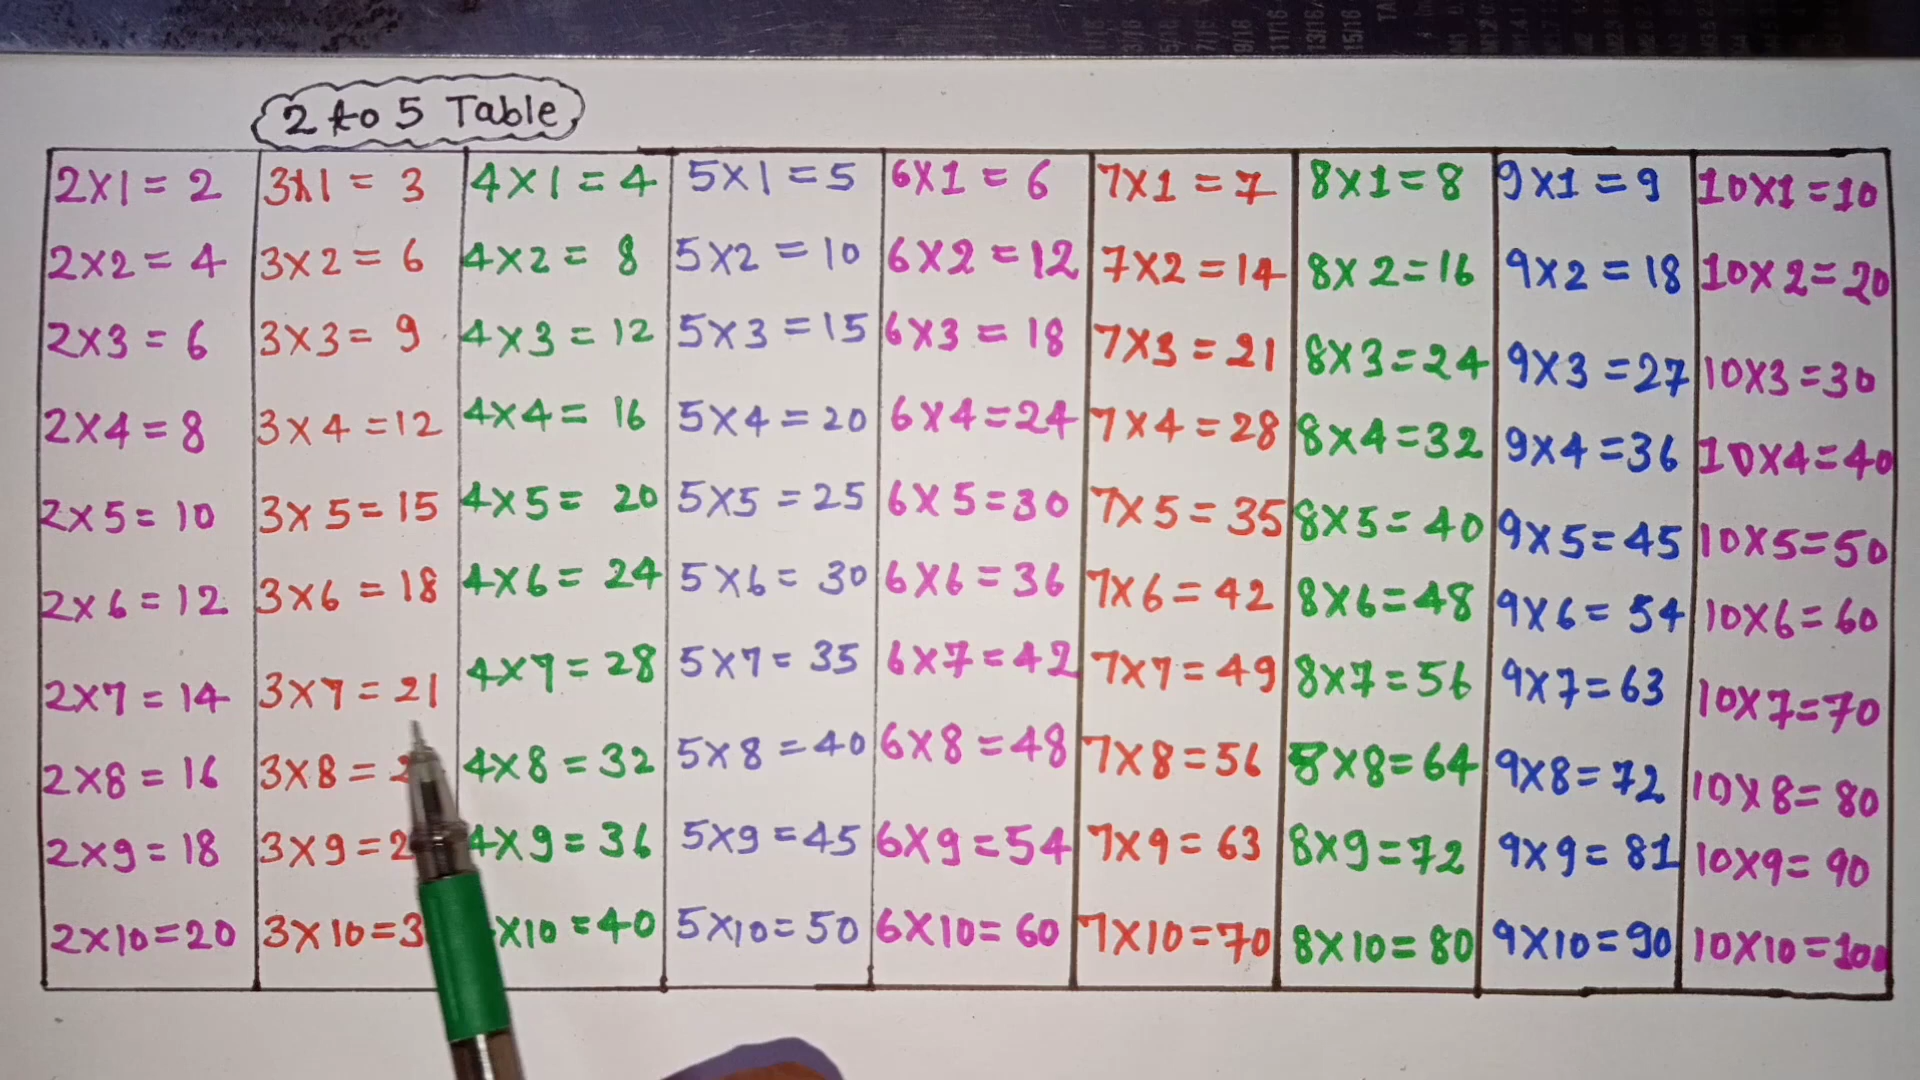 2 to 5 Table
2x1 = 2
2x2 = 4
2x3 = 6
2x4 = 8
2x5 = 10
2x6 = 12
2x7 = 14
2x8 = 16
2x9 = 18
2x10 = 20
3x1 = 3
3x2 = 6
3x3 = 9
3x4 = 12
3x5 = 15
3x6 = 18
3x7 = 21
3x8 = 2
3x9 = 2
3x10 = 3
4x1 = 4
4x2 = 8
4x3 = 12
4x4 = 16
4x5 = 20
4x6 = 24
4x7 = 28
4x8 = 32
4x9 = 36
x10 = 40
5x1 = 5
5x2 = 10
5x3 = 15
5x4 = 20
5x5 = 25
5x6 = 30
5x7 = 35
5x8 = 40
5x9 = 45
5x10 = 50
6x1 = 6
6x2 = 12
6x3 = 18
6x4 = 24
6x5 = 30
6x6 = 36
6x7 = 42
6x8 = 48
6x9 = 54
6x10 = 60
7x1 = 7
7x2 = 14
7x3 = 21
7x4 = 28
7x5 = 35
7x6 = 42
7x7 = 49
7x8 = 56
7x9 = 63
7x10 = 70
8x1 = 8
8x2 = 16
8x3 = 24
8x4 = 32
8x5 = 40
8x6 = 48
8x7 = 56
8x8 = 64
8x9 = 72
8x10 = 80
9x1 = 9
9x2 = 18
9x3 = 27
9x4 = 36
9x5 = 45
9x6 = 54
9x7 = 63
9x8 = 72
9x9 = 81
9x10 = 90
10x1 = 10
10x2 = 20
10x3 = 30
10x4 = 40
10x5 = 50
10x6 = 60
10x7 = 70
10x8 = 80
10x9 = 90
10x10 = 100